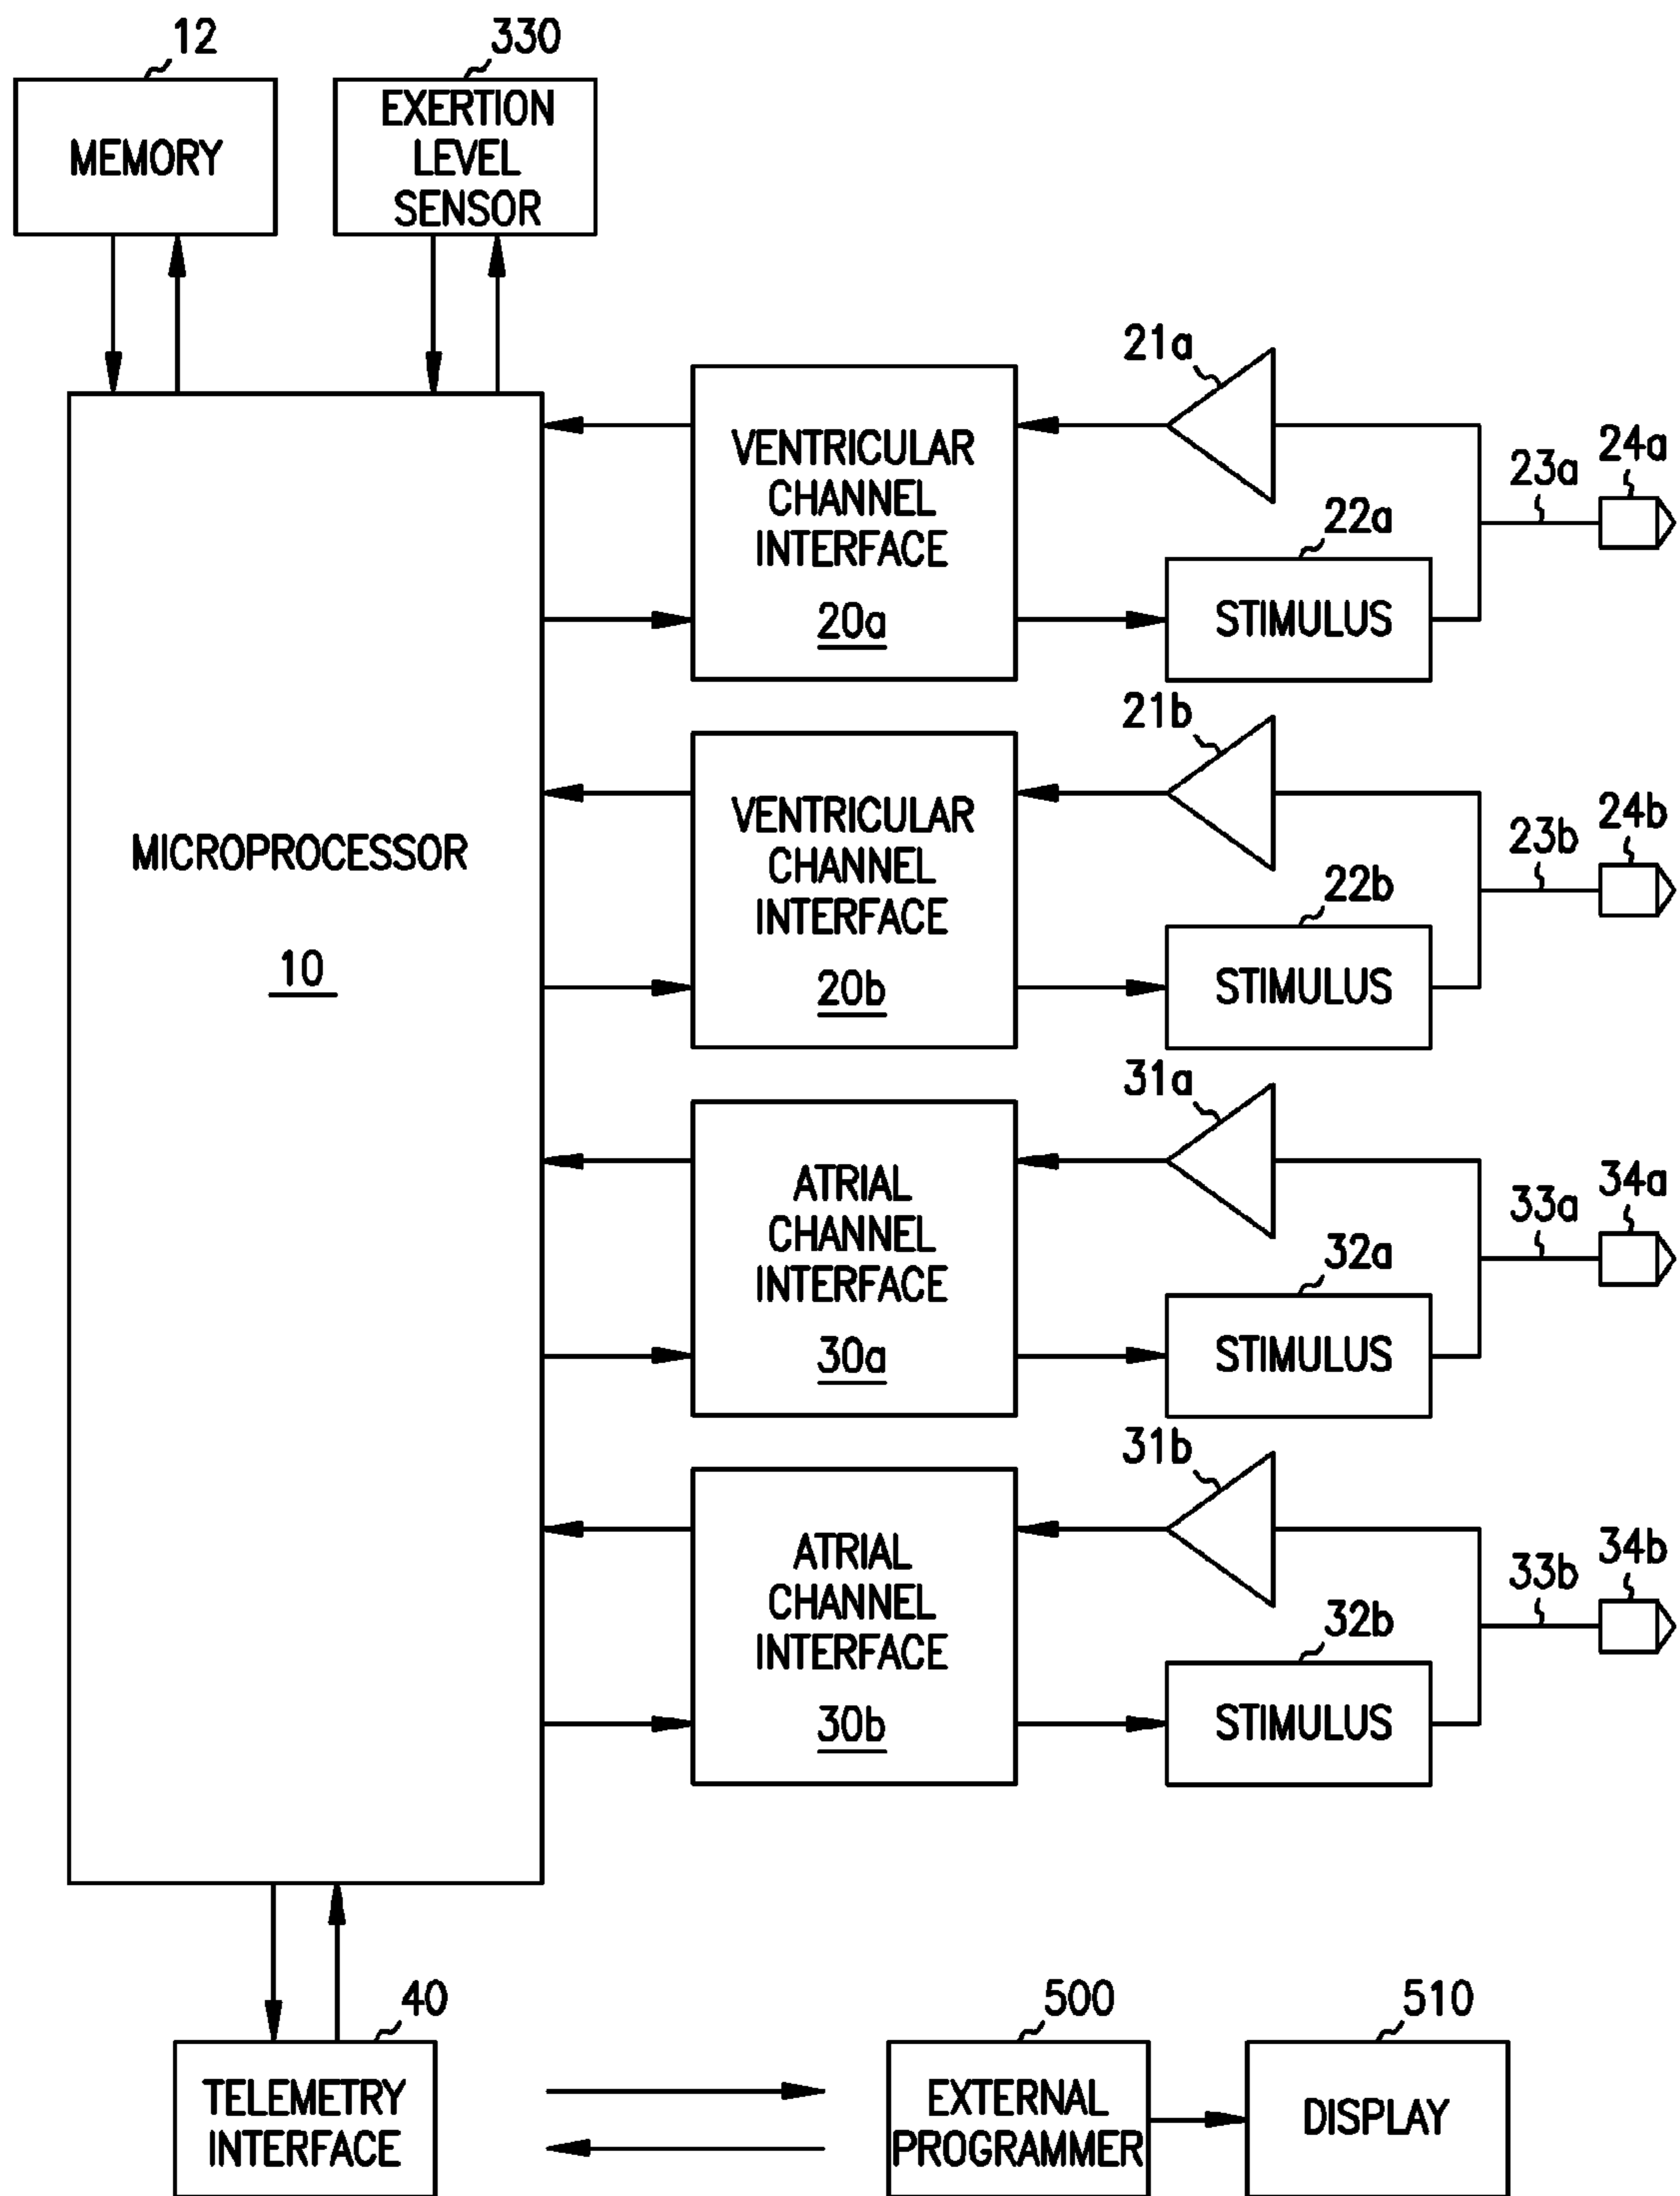 12
330
MEMORY
EXERTION
LEVEL
SENSOR
MICROPROCESSOR
10
VENTRICULAR
CHANNEL
INTERFACE
20a
21a
22a
STIMULUS
23a
24a
VENTRICULAR
CHANNEL
INTERFACE
20b
21b
22b
STIMULUS
23b
24b
ATRIAL
CHANNEL
INTERFACE
30a
31a
32a
STIMULUS
33a
34a
ATRIAL
CHANNEL
INTERFACE
30b
31b
32b
STIMULUS
33b
34b
40
TELEMETRY
INTERFACE
500
EXTERNAL
PROGRAMMER
510
DISPLAY